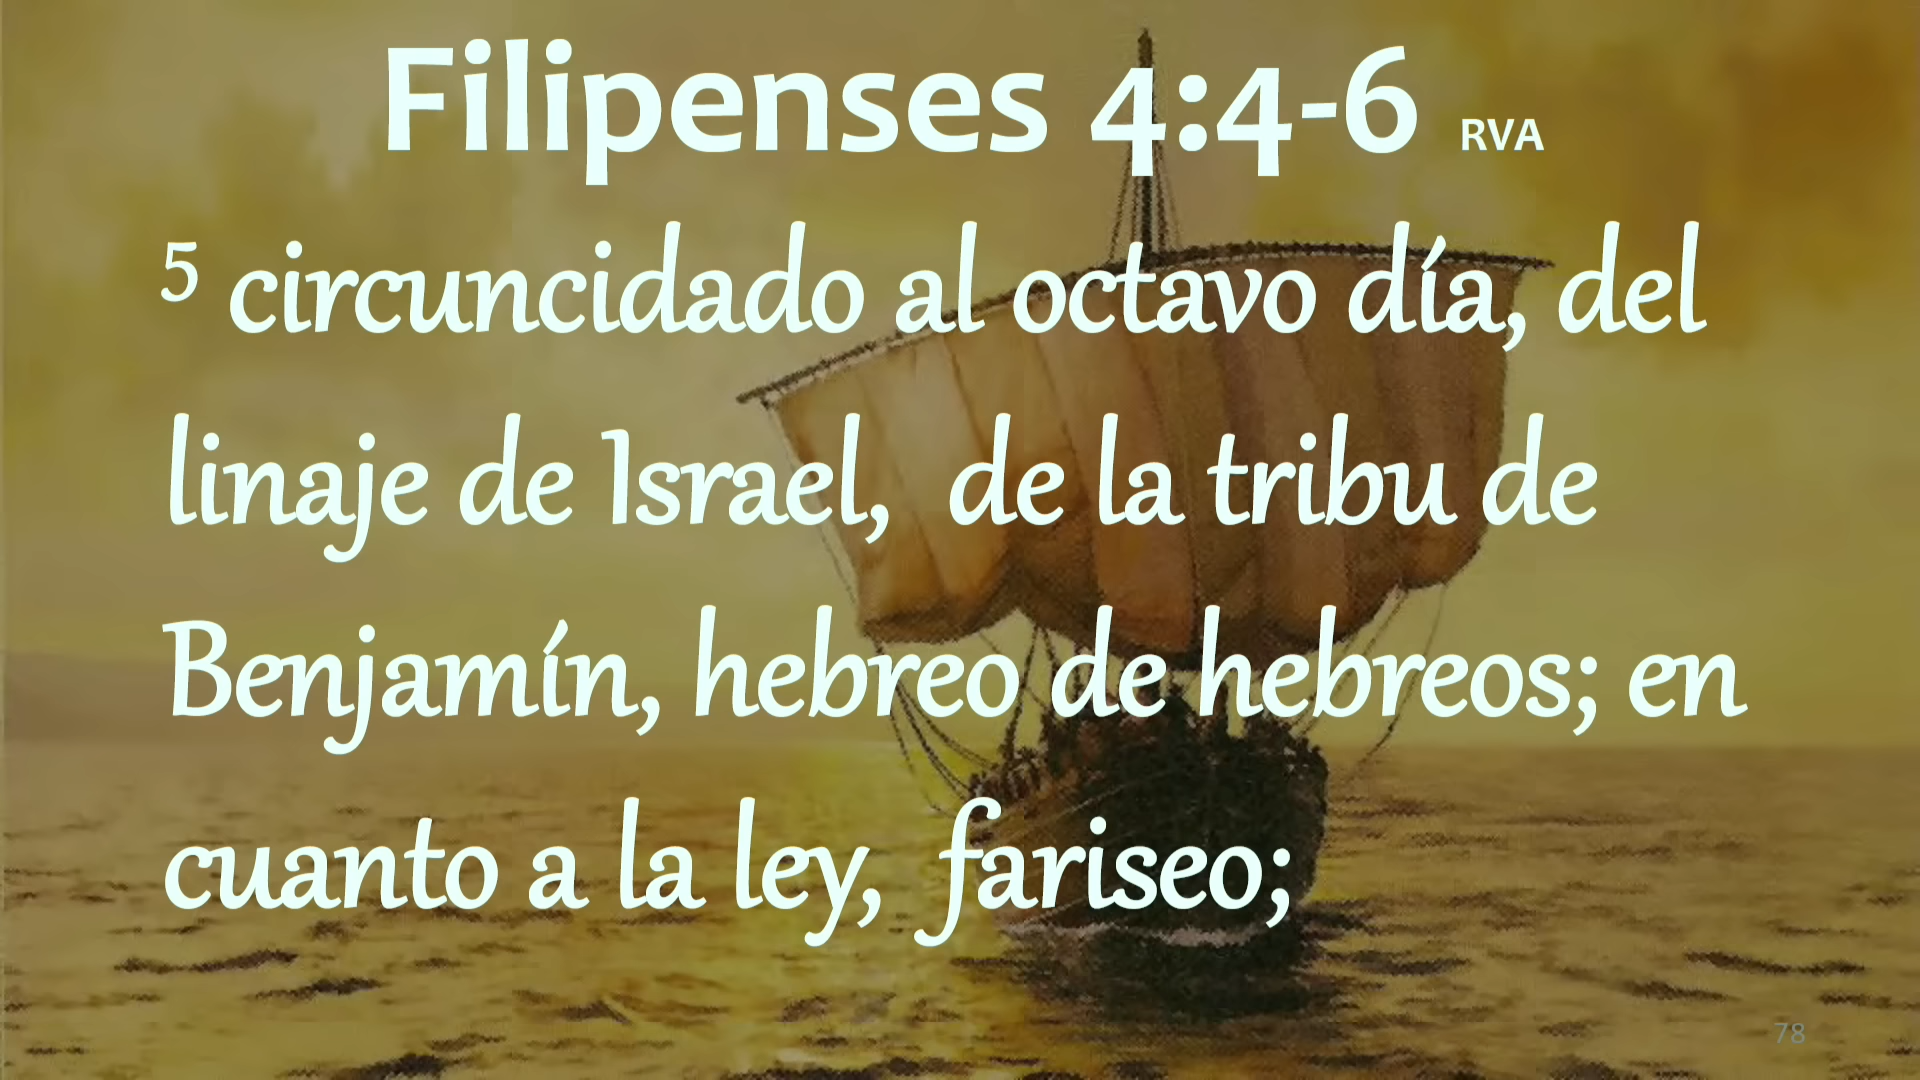 Filipenses 4:4-6 RVA
5 circuncidado al octavo día, del
linaje de Israel, de la tribu de
Benjamín, hebreo de hebreos; en
cuanto a la ley, fariseo;
78